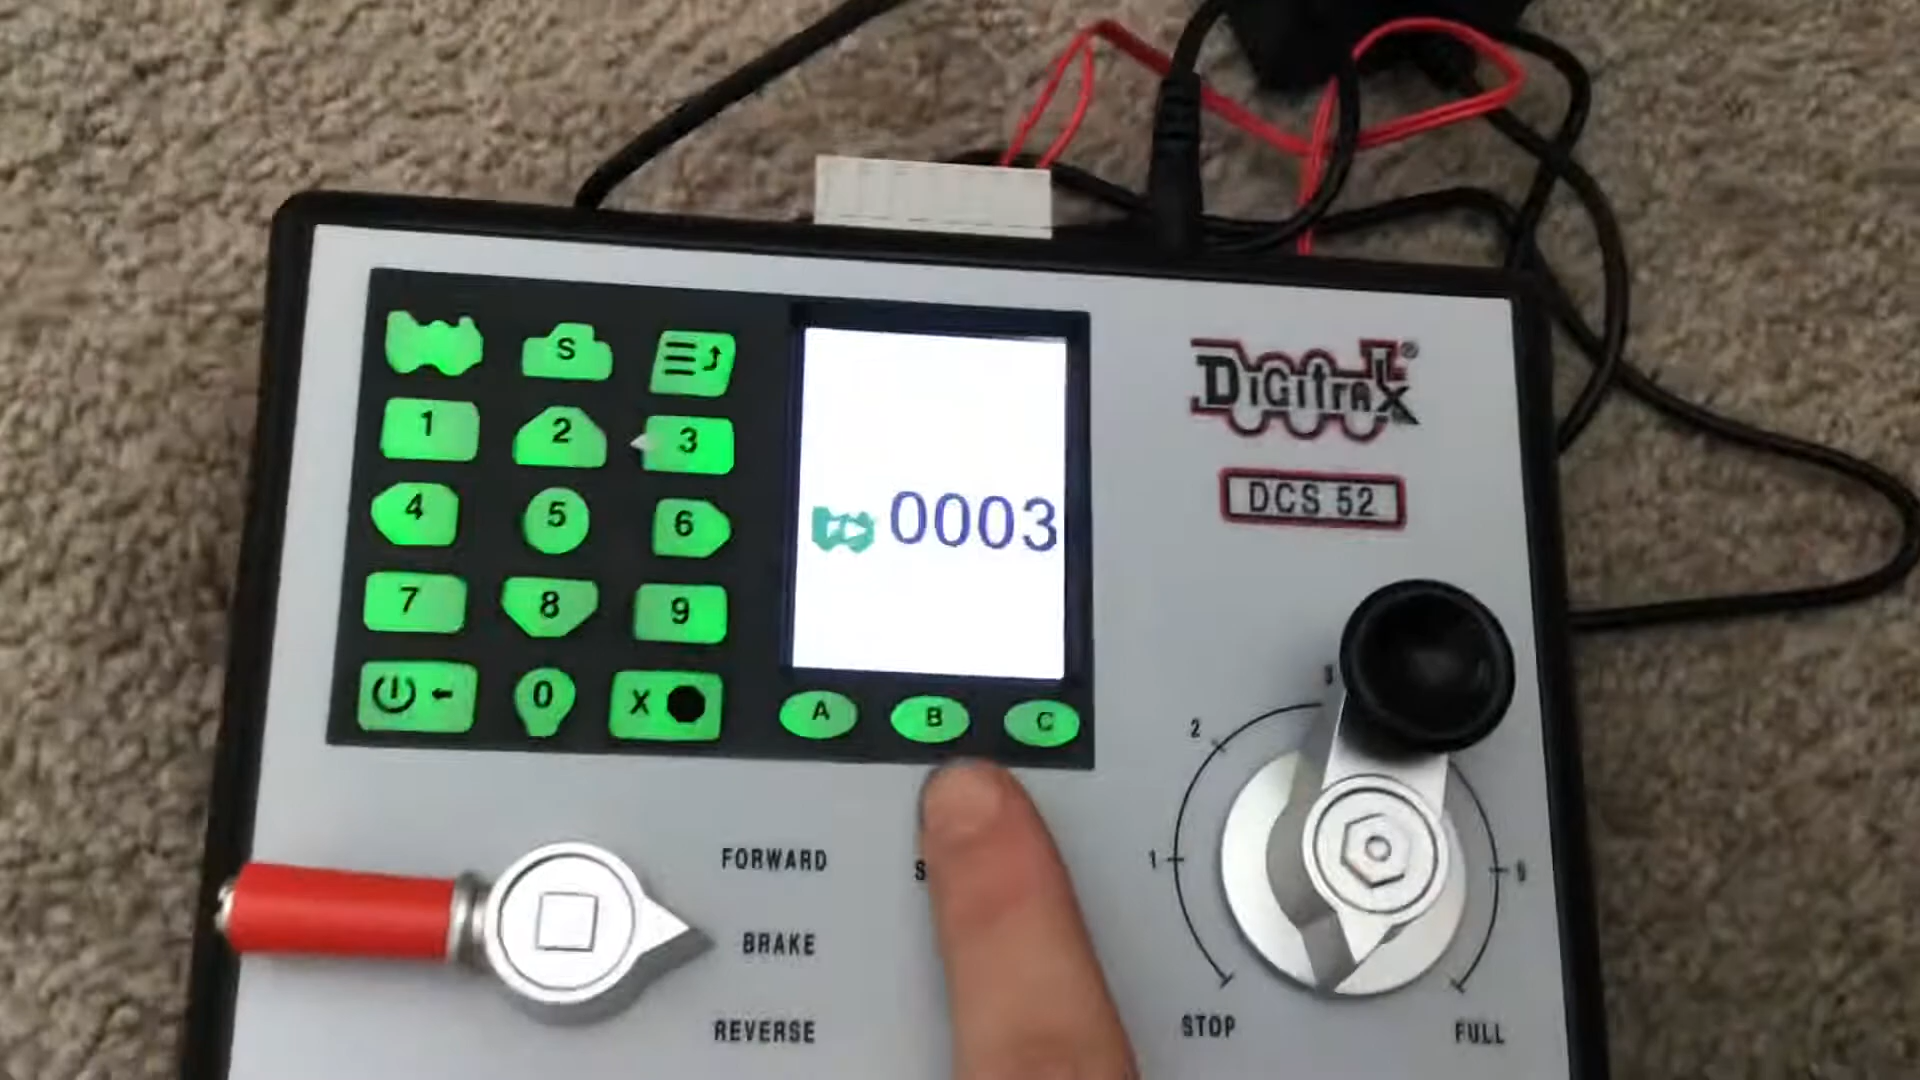 S
1 2 3
4 5 6
7 8 9
0 X
0003
A B C
DIGITRAX®
DCS 52
FORWARD
BRAKE
REVERSE
1
2
3
STOP
FULL